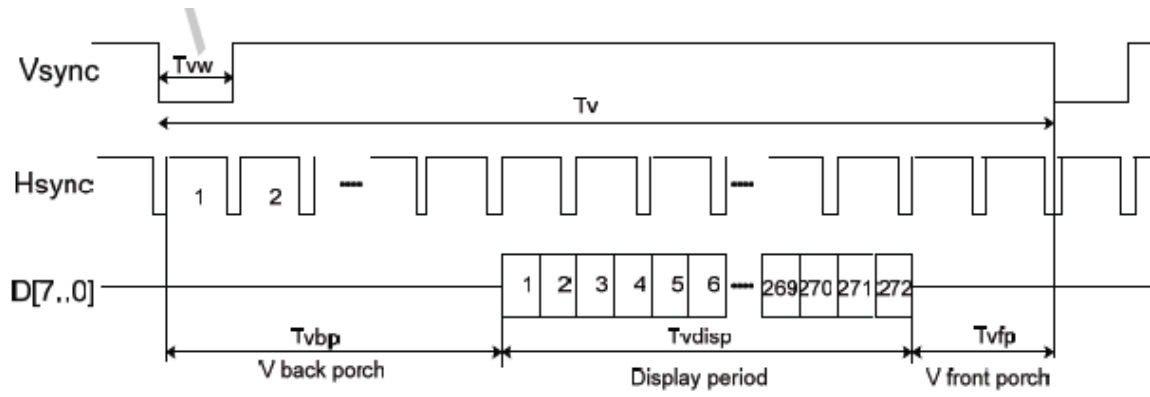 Vsync
Tvw
Tv
Hsync
1 2 ---- ----
D[7..0]
1 2 3 4 5 6 ---- 269 270 271 272
Tvbp Tvdisp Tvfp
V back porch Display period V front porch